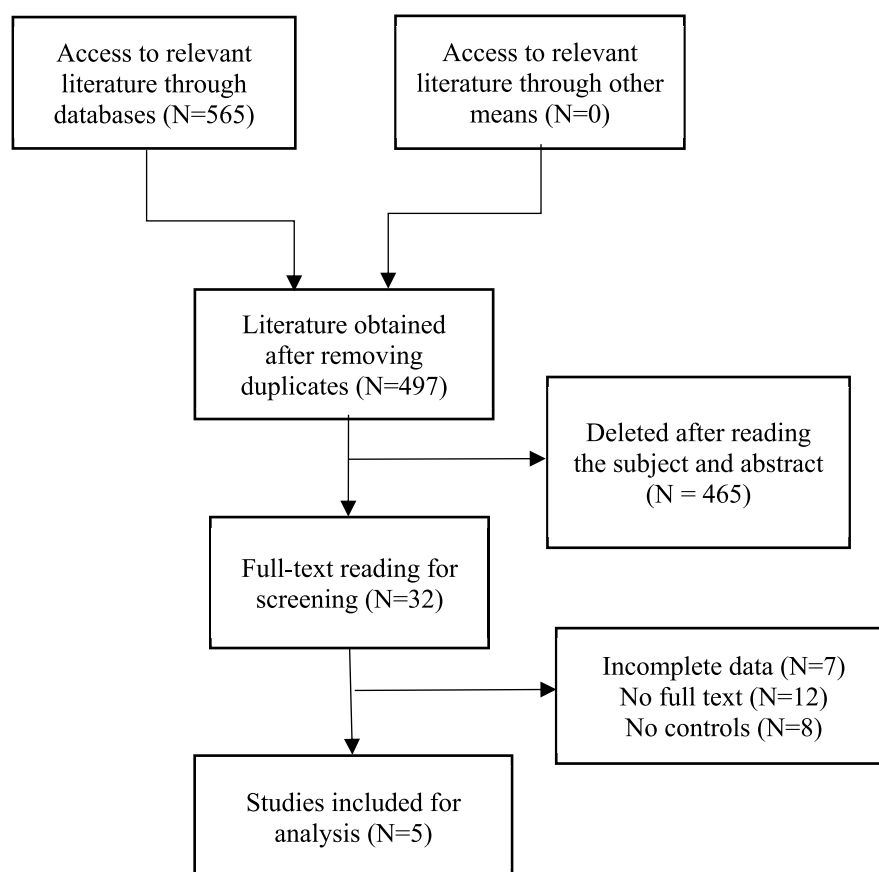 Access to relevant
literature through
databases (N=565)
Access to relevant
literature through other
means (N=0)
Literature obtained
after removing
duplicates (N=497)
Deleted after reading
the subject and abstract
(N = 465)
Full-text reading for
screening (N=32)
Incomplete data (N=7)
No full text (N=12)
No controls (N=8)
Studies included for
analysis (N=5)